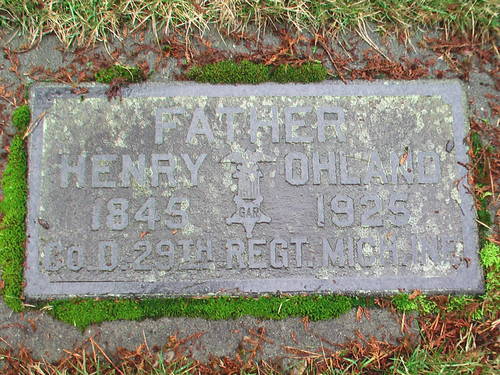 FATHER
HENRY OHLAND
GAR
1845 1925
CO. D. 29TH REGT. MICH. INF.